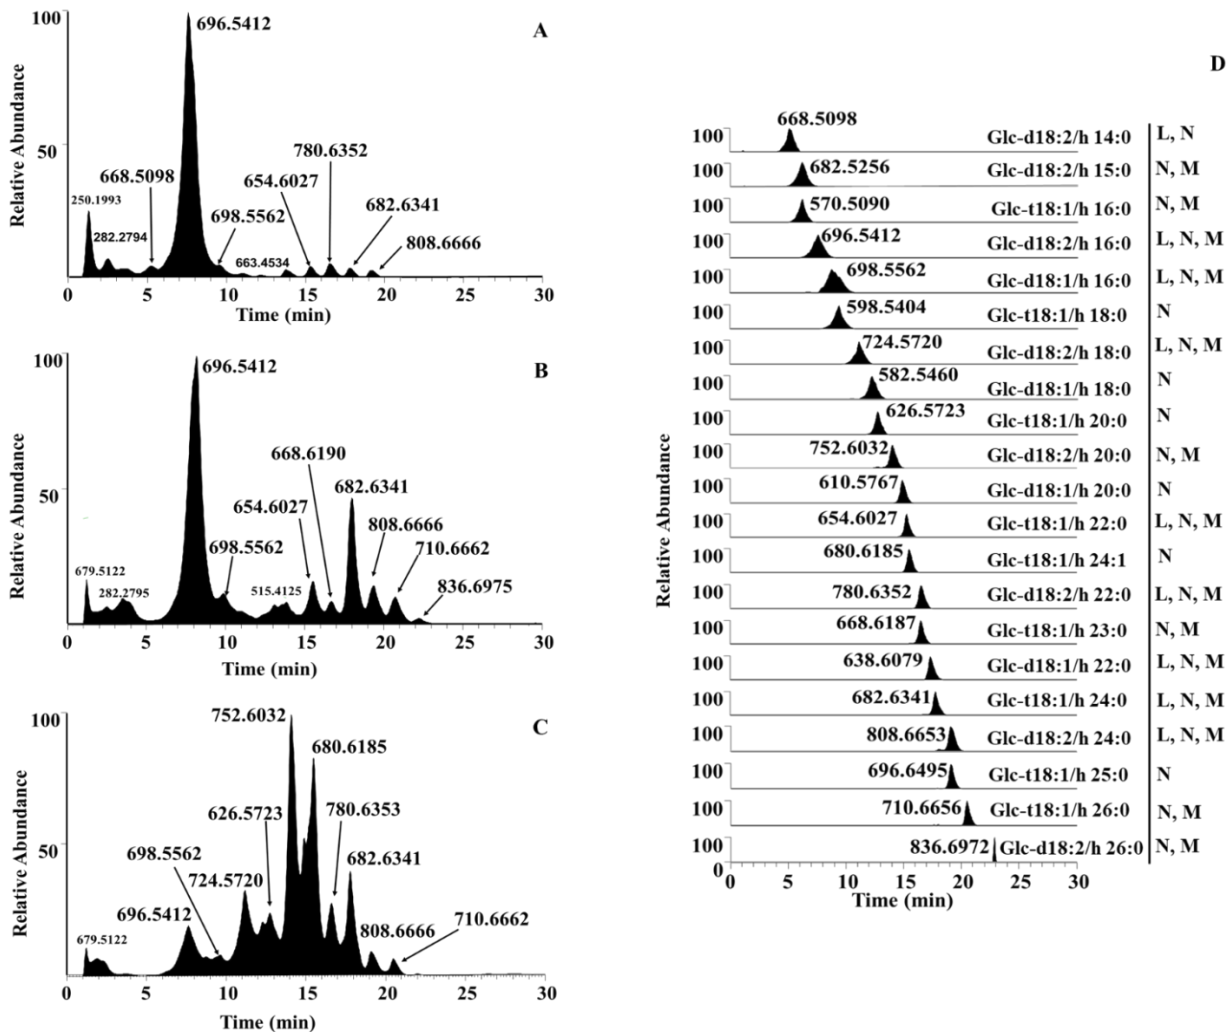 A
100
50
0
5
10
15
20
25
30
Relative Abundance
Time (min)
696.5412
668.5098
250.1993
282.2794
698.5562
663.4534
654.6027
780.6352
682.6341
808.6666
B
100
50
0
5
10
15
20
25
30
Relative Abundance
Time (min)
696.5412
679.5122
282.2795
698.5562
515.4125
654.6027
668.6190
682.6341
808.6666
710.6662
836.6975
C
100
50
0
5
10
15
20
25
30
Relative Abundance
Time (min)
679.5122
696.5412
698.5562
724.5720
626.5723
752.6032
680.6185
780.6353
682.6341
808.6666
710.6662
D
Relative Abundance
100 668.5098 Glc-d18:2/h 14:0 L, N
100 682.5256 Glc-d18:2/h 15:0 N, M
100 570.5090 Glc-t18:1/h 16:0 N, M
100 696.5412 Glc-d18:2/h 16:0 L, N, M
100 698.5562 Glc-d18:1/h 16:0 L, N, M
100 598.5404 Glc-t18:1/h 18:0 N
100 724.5720 Glc-d18:2/h 18:0 L, N, M
100 582.5460 Glc-d18:1/h 18:0 N
100 626.5723 Glc-t18:1/h 20:0 N
100 752.6032 Glc-d18:2/h 20:0 N, M
100 610.5767 Glc-d18:1/h 20:0 N
100 654.6027 Glc-t18:1/h 22:0 L, N, M
100 680.6185 Glc-t18:1/h 24:1 N
100 780.6352 Glc-d18:2/h 22:0 L, N, M
100 668.6187 Glc-t18:1/h 23:0 N, M
100 638.6079 Glc-d18:1/h 22:0 L, N, M
100 682.6341 Glc-t18:1/h 24:0 L, N, M
100 808.6653 Glc-d18:2/h 24:0 L, N, M
100 696.6495 Glc-t18:1/h 25:0 N
100 710.6656 Glc-t18:1/h 26:0 N, M
100 836.6972 Glc-d18:2/h 26:0 N, M
0
0 5 10 15 20 25 30
Time (min)